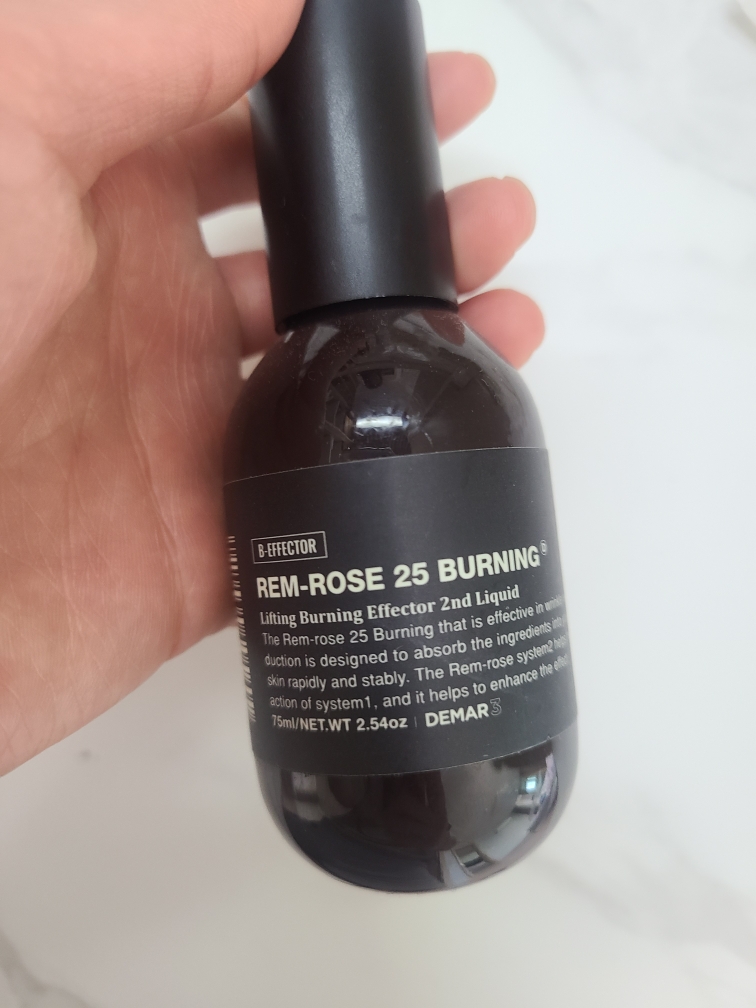 B-EFFECTOR
REM-ROSE 25 BURNING®
Lifting Burning Effector 2nd Liquid
The Rem-rose 25 Burning that is effective in
duction is designed to absorb the ingredients
skin rapidly and stably. The Rem-rose system2
action of system1, and it helps to enhance the
75ml/NET.WT 2.54oz | DEMAR3